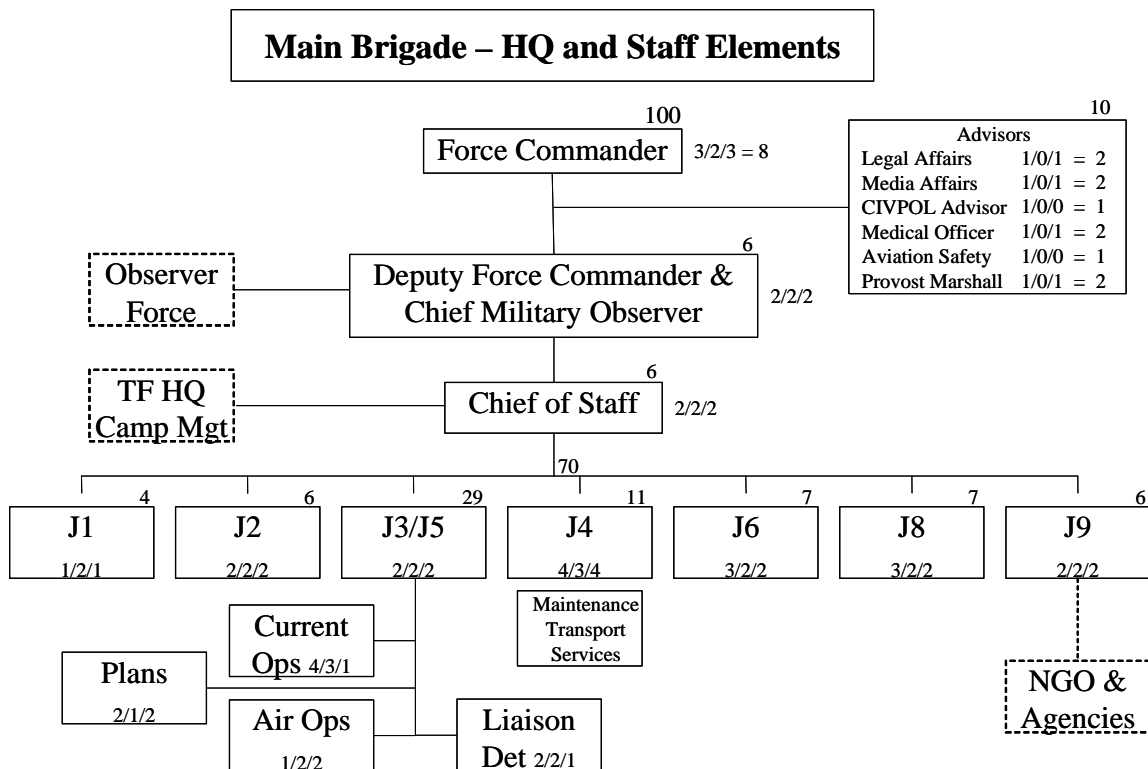 Main Brigade – HQ and Staff Elements
100
Force Commander
3/2/3 = 8
10
Advisors
Legal Affairs 1/0/1 = 2
Media Affairs 1/0/1 = 2
CIVPOL Advisor 1/0/0 = 1
Medical Officer 1/0/1 = 2
Aviation Safety 1/0/0 = 1
Provost Marshall 1/0/1 = 2
Observer
Force
6
Deputy Force Commander &
Chief Military Observer
2/2/2
TF HQ
Camp Mgt
6
Chief of Staff
2/2/2
70
4
J1
1/2/1
6
J2
2/2/2
29
J3/J5
2/2/2
11
J4
4/3/4
7
J6
3/2/2
7
J8
3/2/2
6
J9
2/2/2
Maintenance
Transport
Services
Current
Ops 4/3/1
Plans
2/1/2
Air Ops
1/2/2
Liaison
Det 2/2/1
NGO &
Agencies